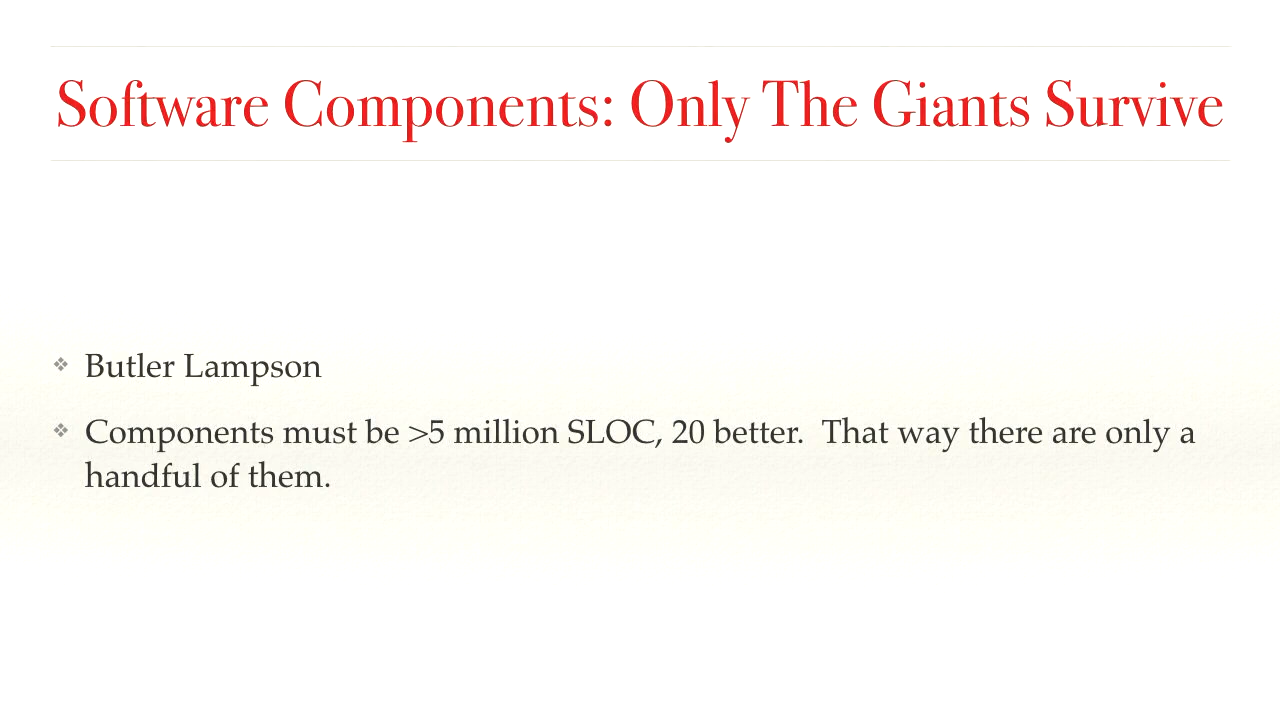 Software Components: Only The Giants Survive
❖ Butler Lampson
❖ Components must be >5 million SLOC, 20 better.  That way there are only a
handful of them.